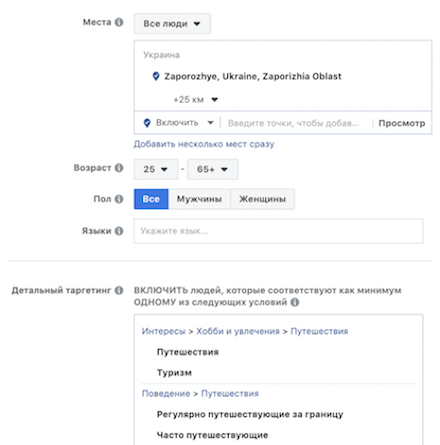 Места
Все люди
Украина
Zaporozhye, Ukraine, Zaporizhia Oblast
+25 км
Включить Введите точки, чтобы добав... Просмотр
Добавить несколько мест сразу
Возраст 25 - 65+
Пол Все Мужчины Женщины
Языки Укажите язык...
Детальный таргетинг ВКЛЮЧИТЬ людей, которые соответствуют как минимум
ОДНОМУ из следующих условий
Интересы > Хобби и увлечения > Путешествия
Путешествия
Туризм
Поведение > Путешествия
Регулярно путешествующие за границу
Часто путешествующие